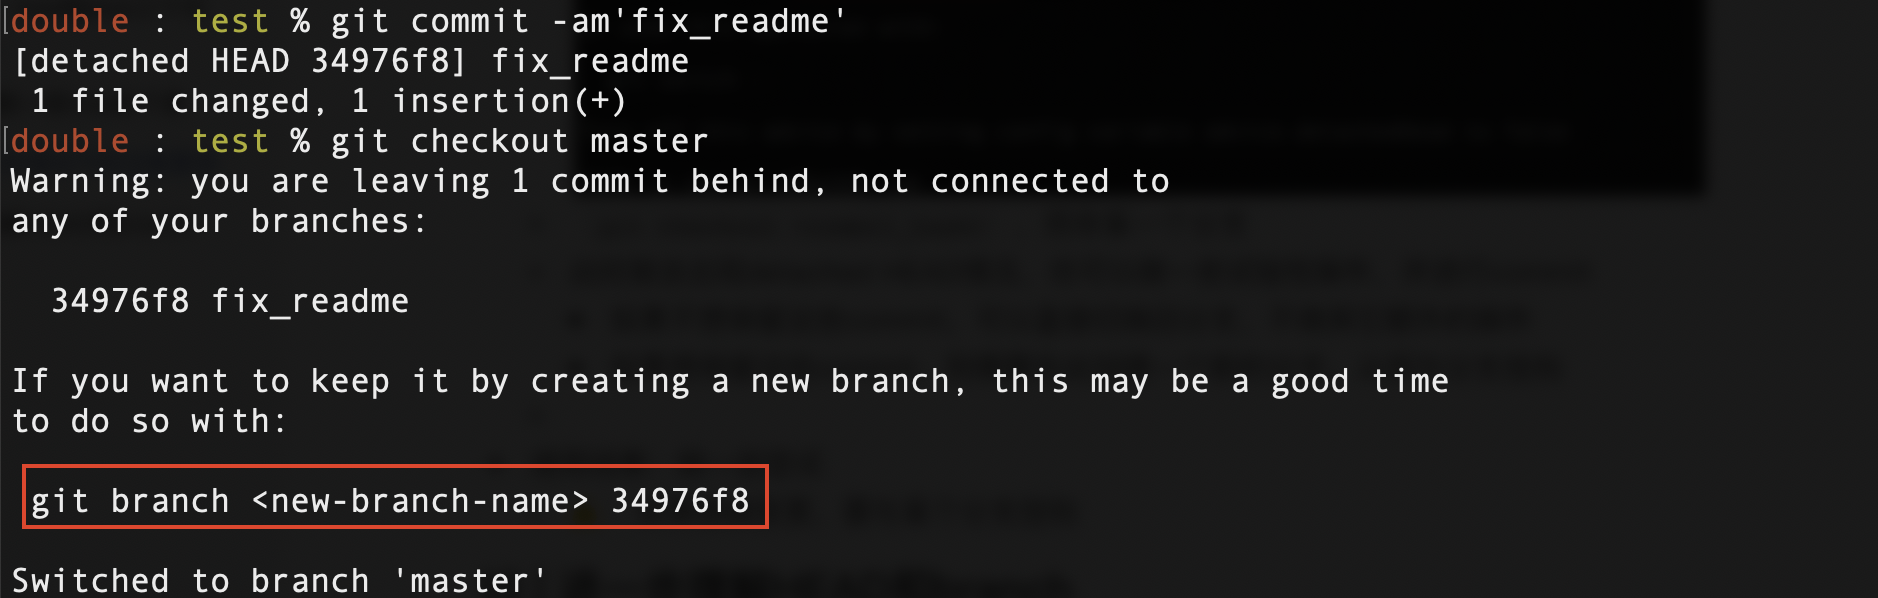 [double : test % git commit -am'fix_readme'
[detached HEAD 34976f8] fix_readme
 1 file changed, 1 insertion(+)
[double : test % git checkout master
Warning: you are leaving 1 commit behind, not connected to
any of your branches:
  34976f8 fix_readme
If you want to keep it by creating a new branch, this may be a good time
to do so with:
 git branch <new-branch-name> 34976f8
Switched to branch 'master'